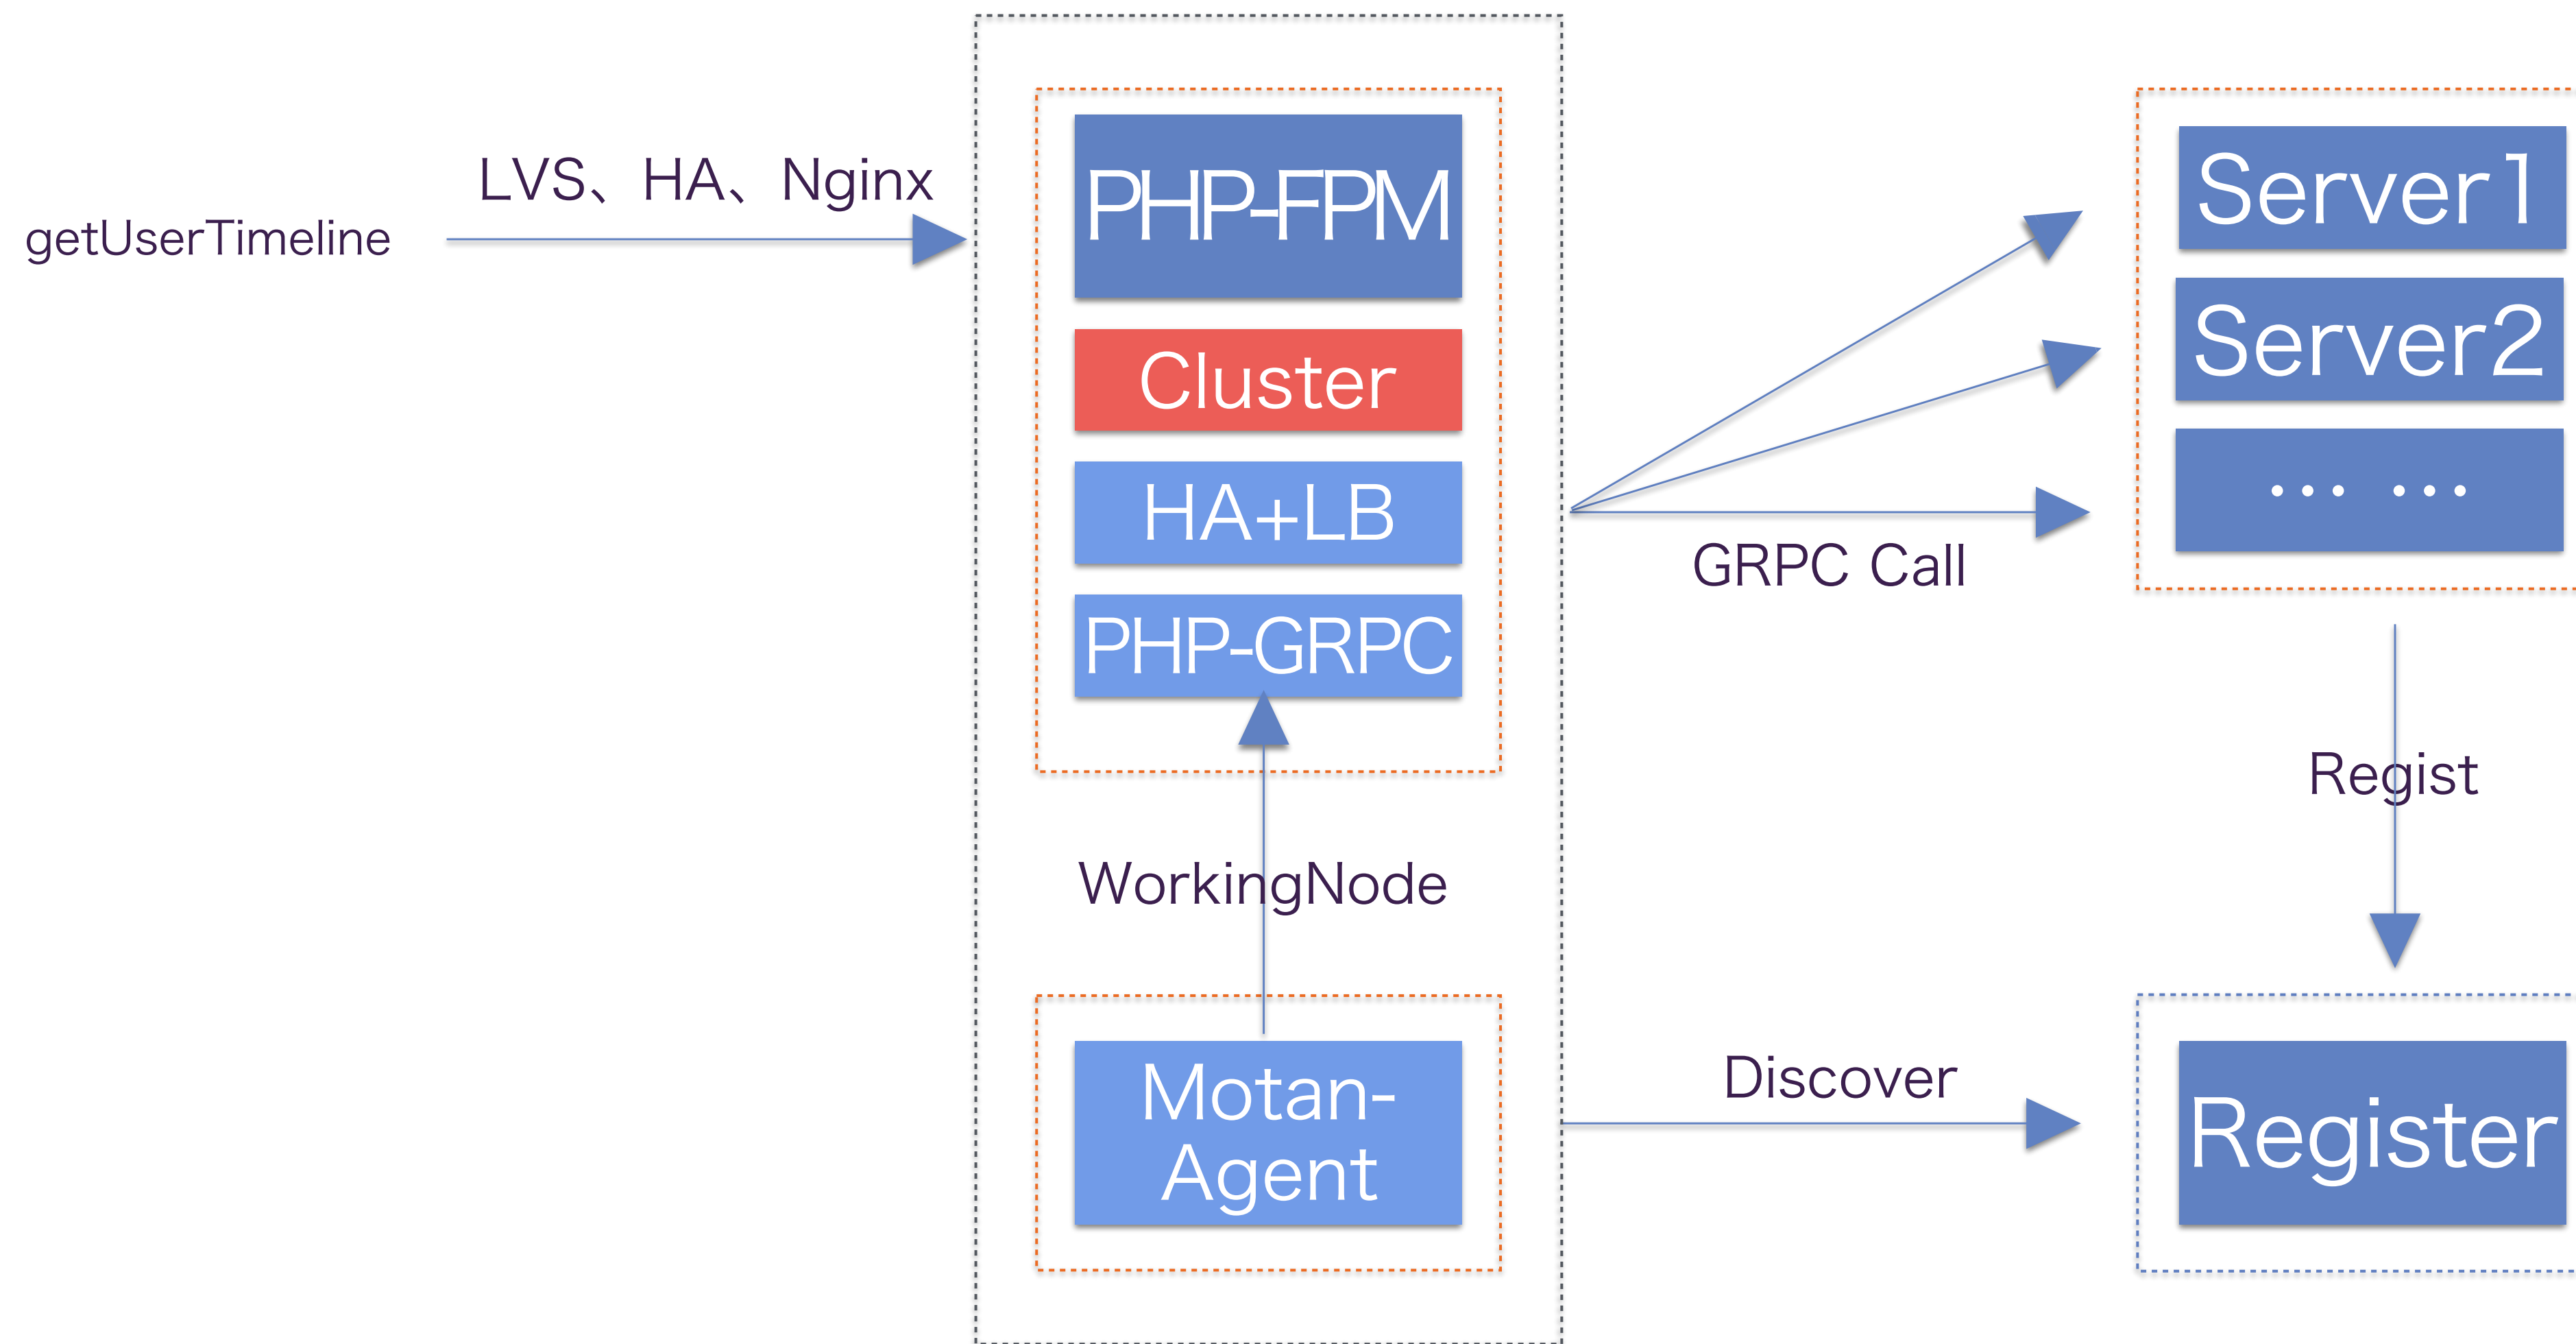 getUserTimeline
LVS、HA、Nginx
PHP-FPM
Cluster
HA+LB
PHP-GRPC
WorkingNode
Motan-
Agent
GRPC Call
Discover
Server1
Server2
... ...
Regist
Register